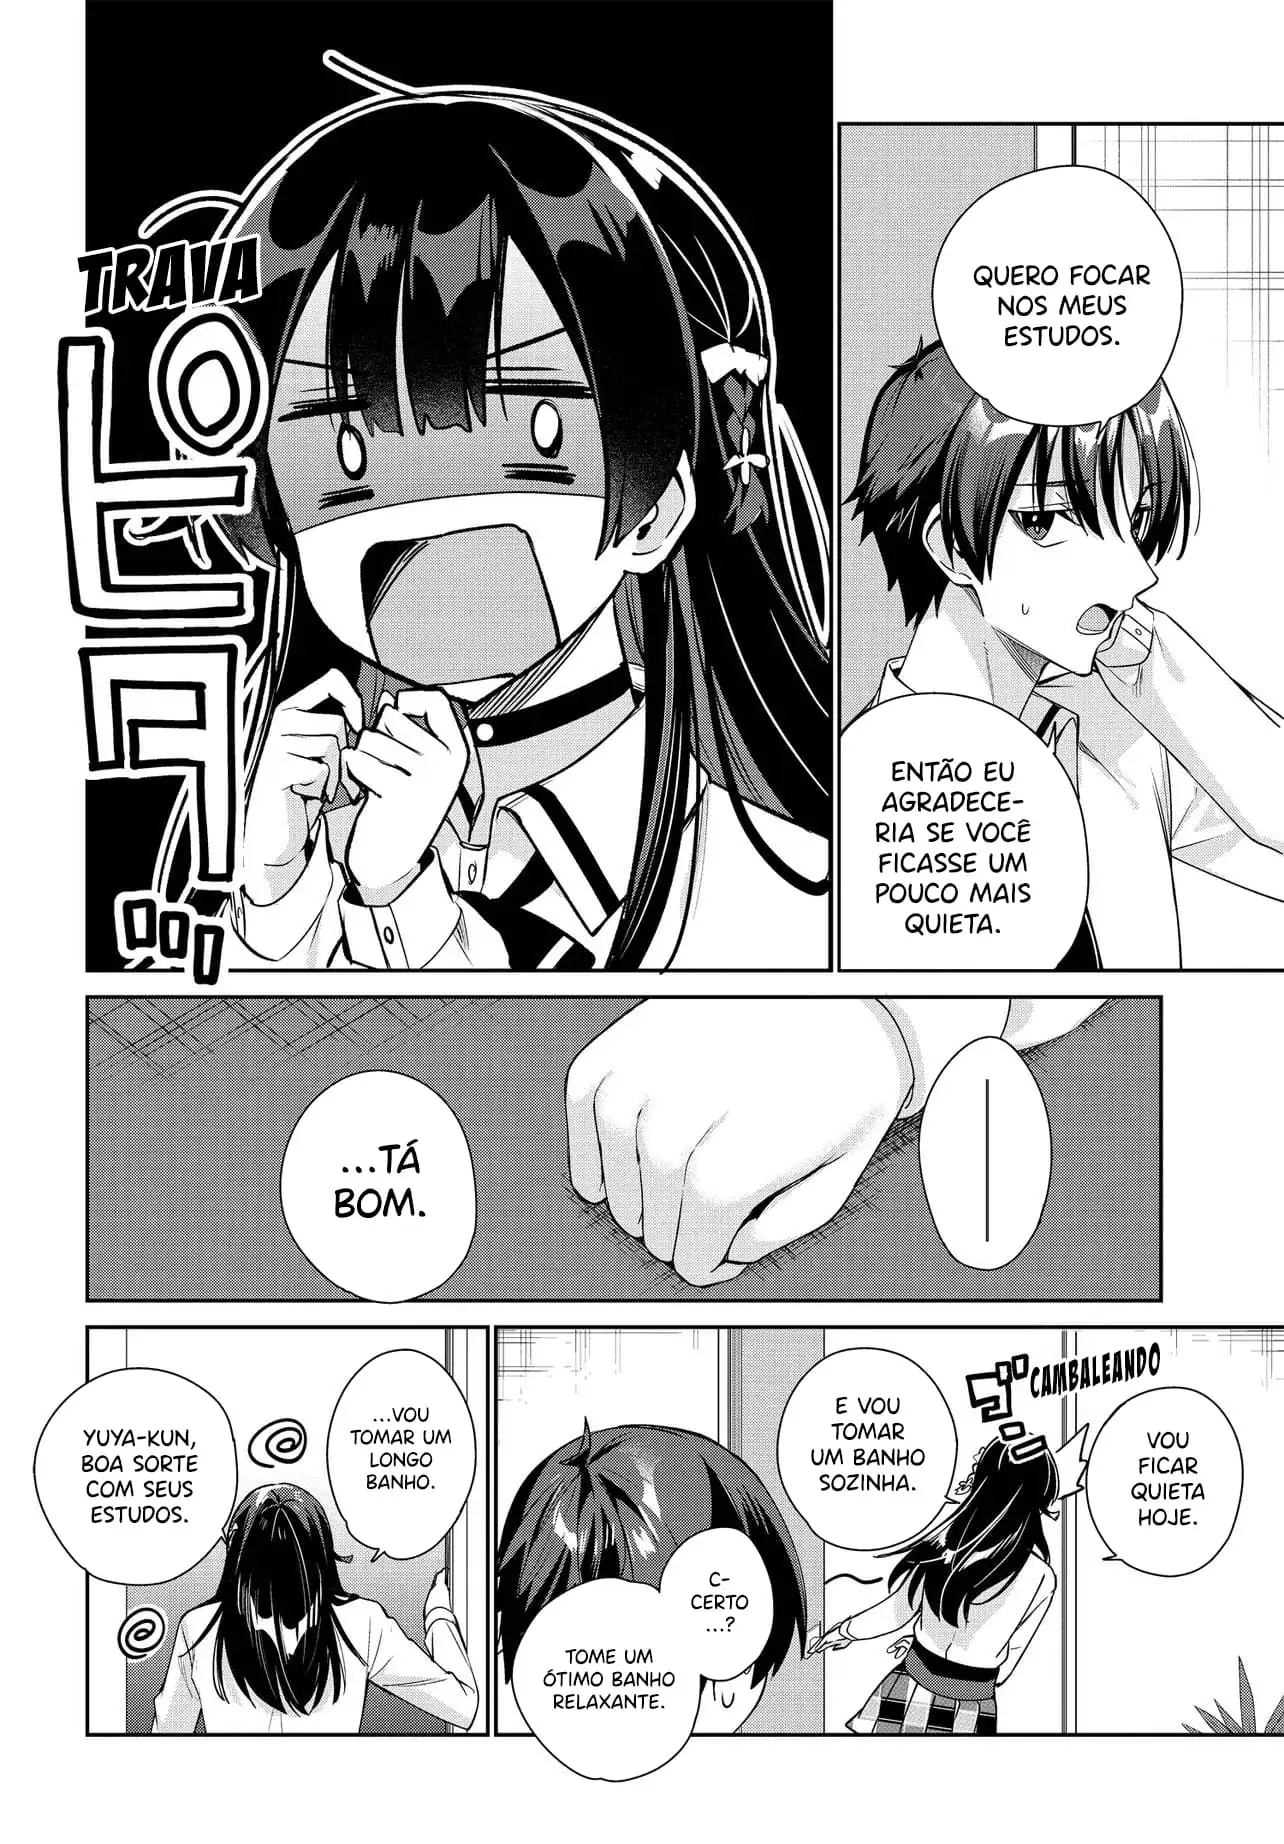 QUERO FOCAR
NOS MEUS
ESTUDOS.
ENTÃO EU
AGRADECE-
RIA SE VOCÊ
FICASSE UM
POUCO MAIS
QUIETA.
TRAVA
ピタ
...TÁ
BOM.
CAMBALEANDO
VOU
FICAR
QUIETA
HOJE.
E VOU
TOMAR
UM BANHO
SOZINHA.
C-
CERTO
...?
TOME UM
ÓTIMO BANHO
RELAXANTE.
...VOU
TOMAR UM
LONGO
BANHO.
YUYA-KUN,
BOA SORTE
COM SEUS
ESTUDOS.